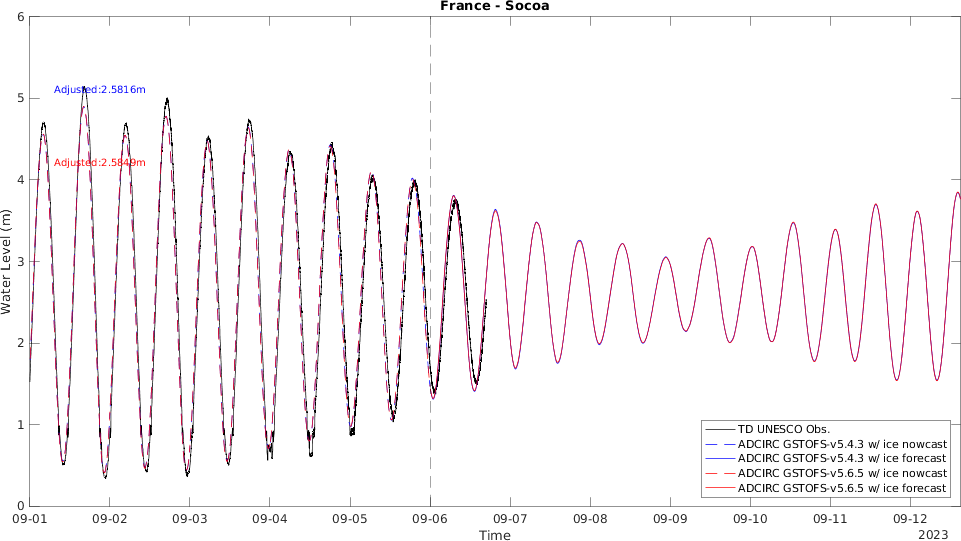 France - Socoa
6
5
4
3
2
1
0
Water Level (m)
Adjusted:2.5816m
Adjusted:2.5849m
TD UNESCO Obs.
ADCIRC GSTOFS-v5.4.3 w/ ice nowcast
ADCIRC GSTOFS-v5.4.3 w/ ice forecast
ADCIRC GSTOFS-v5.6.5 w/ ice nowcast
ADCIRC GSTOFS-v5.6.5 w/ ice forecast
09-01 09-02 09-03 09-04 09-05 09-06 09-07 09-08 09-09 09-10 09-11 09-12
Time
2023